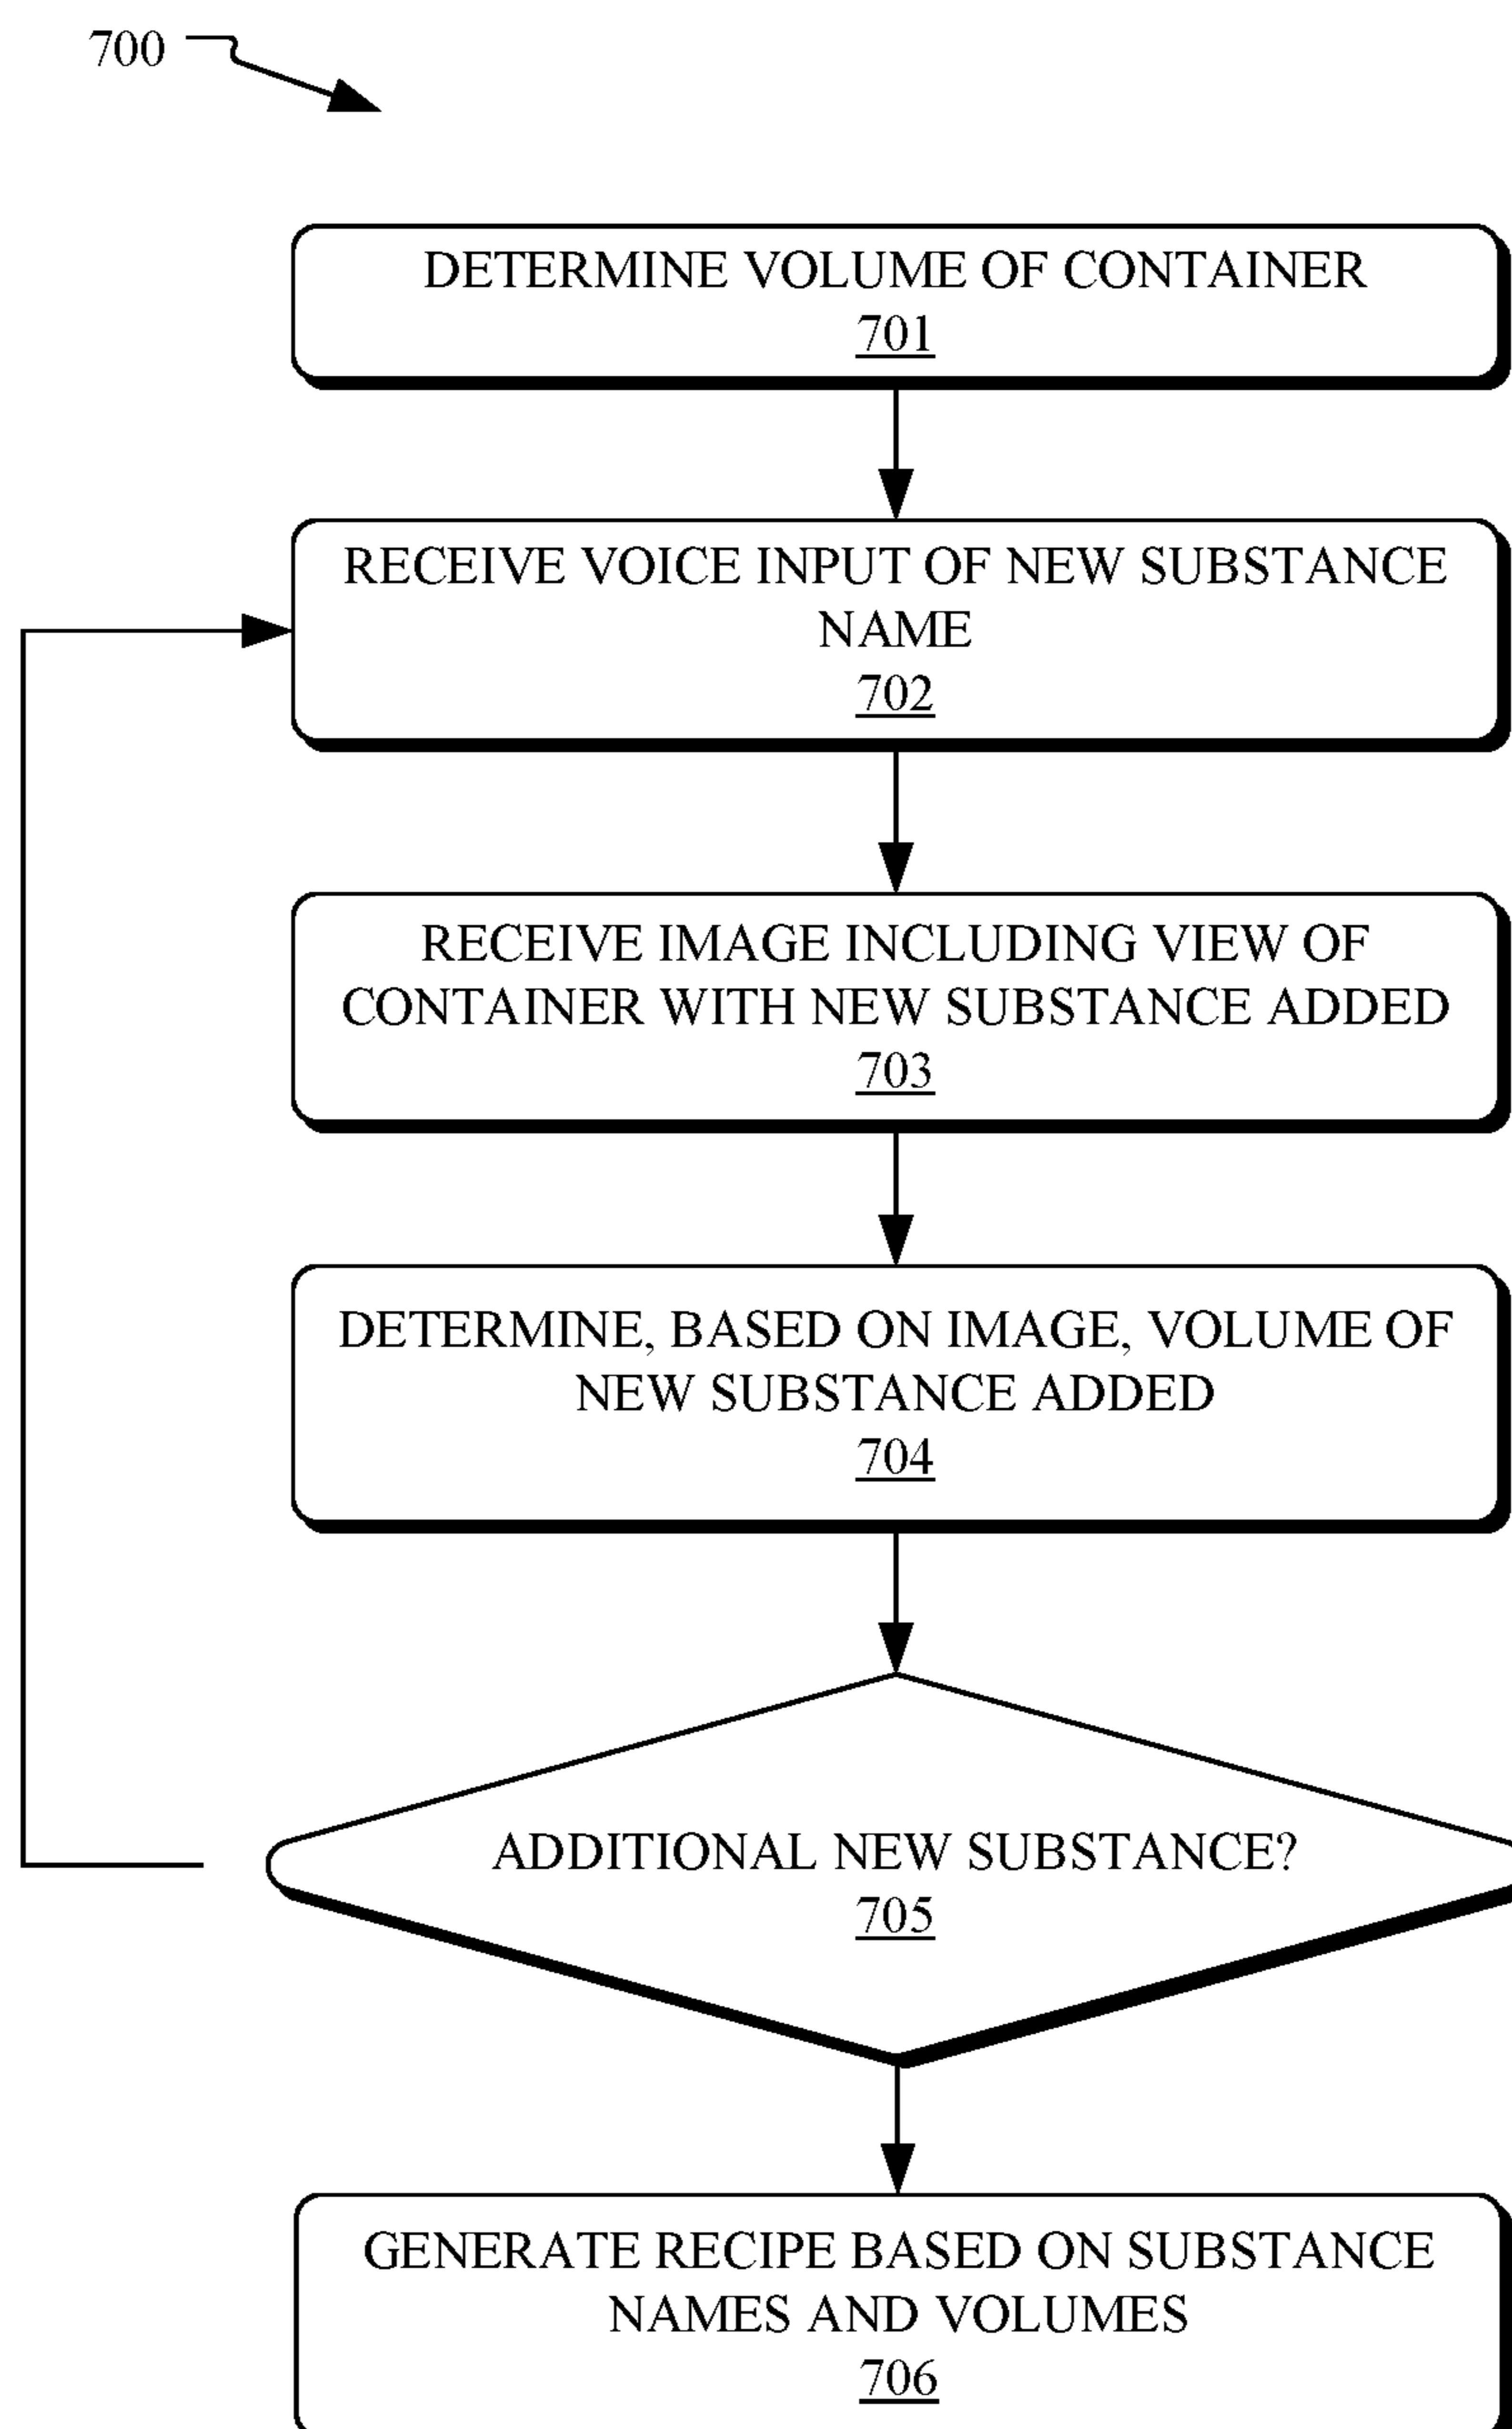 700
DETERMINE VOLUME OF CONTAINER
701
RECEIVE VOICE INPUT OF NEW SUBSTANCE
NAME
702
RECEIVE IMAGE INCLUDING VIEW OF
CONTAINER WITH NEW SUBSTANCE ADDED
703
DETERMINE, BASED ON IMAGE, VOLUME OF
NEW SUBSTANCE ADDED
704
ADDITIONAL NEW SUBSTANCE?
705
GENERATE RECIPE BASED ON SUBSTANCE
NAMES AND VOLUMES
706